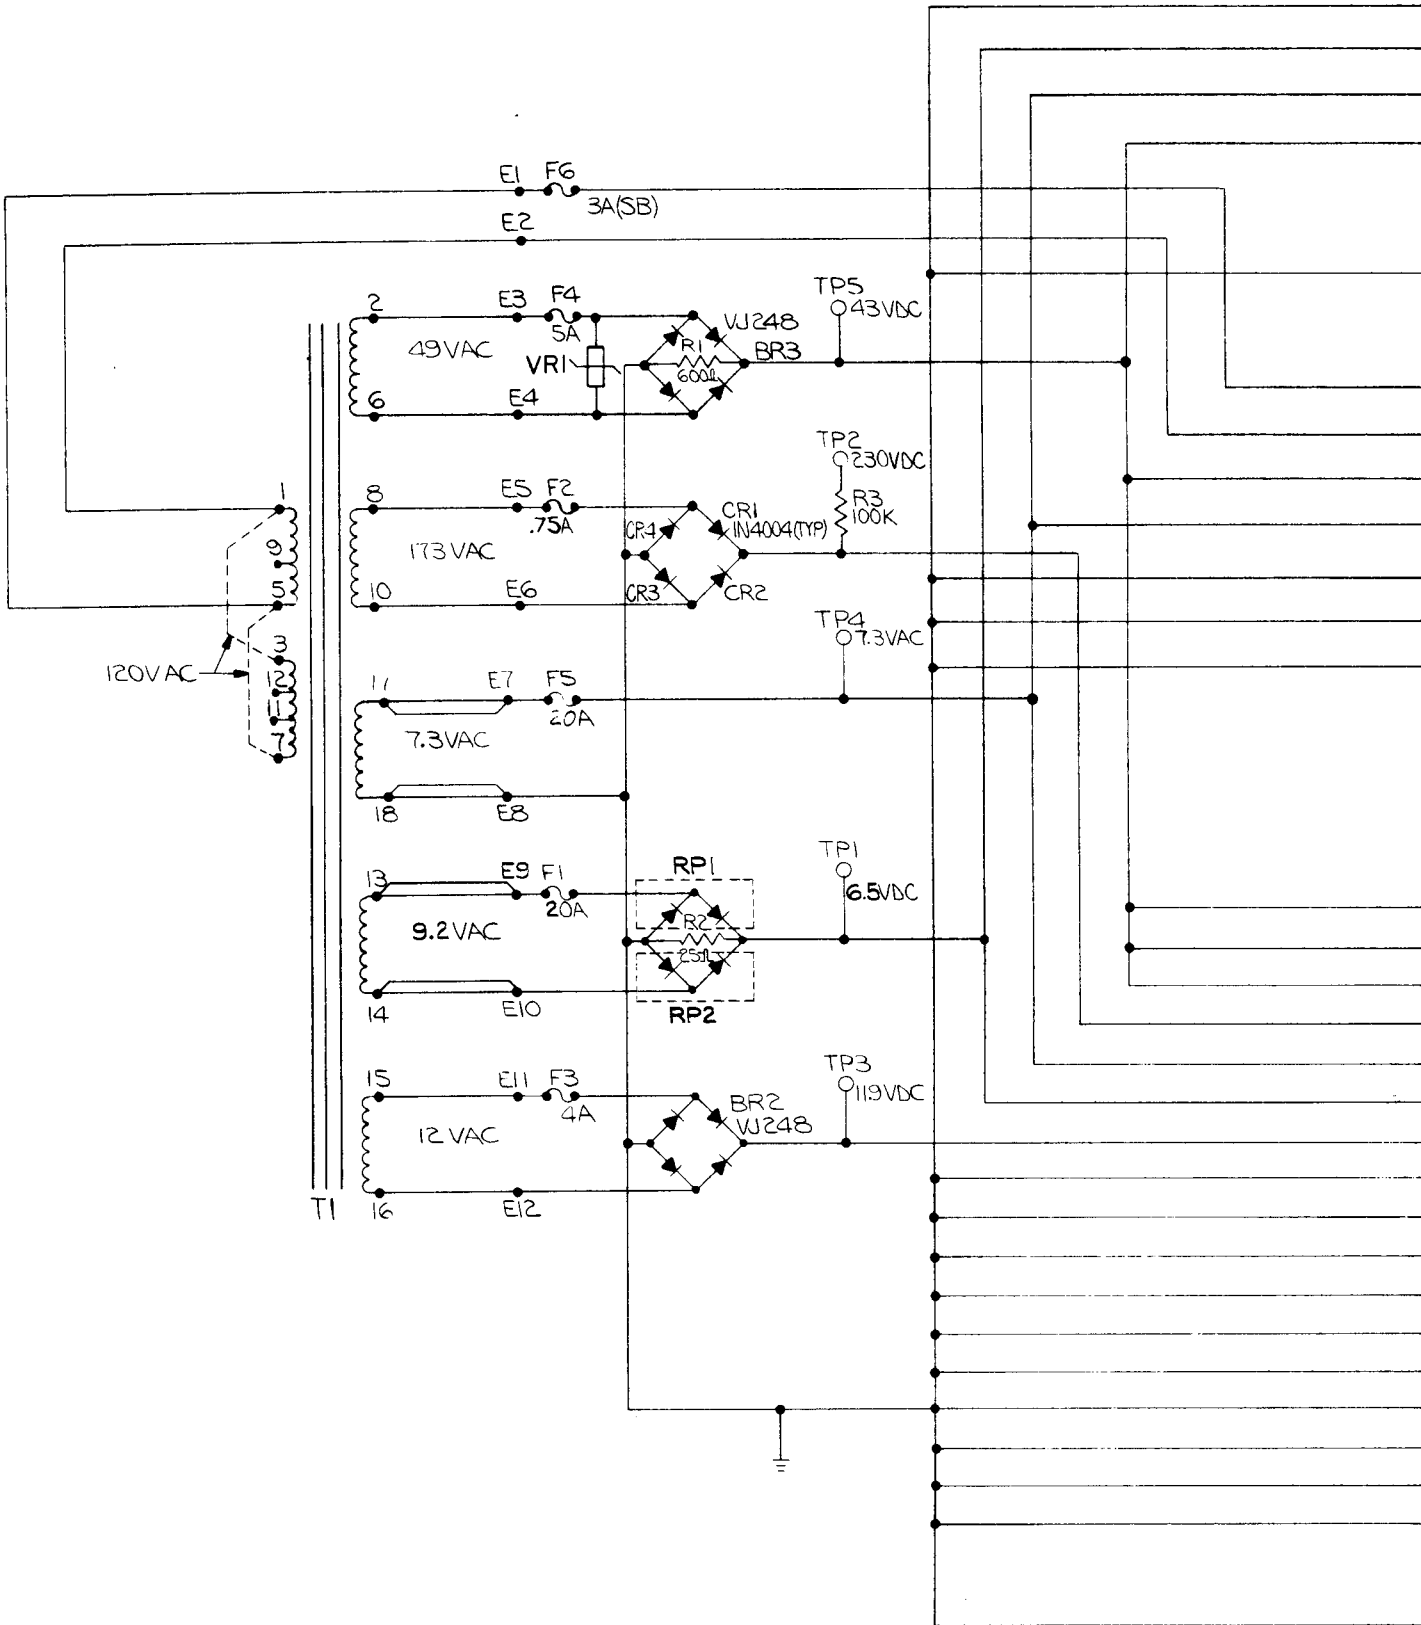 E1 F6
3A(SB)
E2
2
E3 F4
5A
49VAC
VR1
6
E4
R1
600Ω
VJ248
BR3
TP5
43VDC
TP2
230VDC
R3
100K
1
9
5
3
12
11
7
120VAC
8
E5 F2
.75A
173VAC
10
E6
CR4
CR1
1N4004(TYP)
CR3
CR2
TP4
7.3VAC
17
E7 F5
20A
7.3VAC
18
E8
13
E9 F1
20A
9.2VAC
14
E10
RP1
R2
25Ω
RP2
TP1
6.5VDC
15
E11 F3
4A
12VAC
16
E12
BR2
VJ248
TP3
11.9VDC
T1